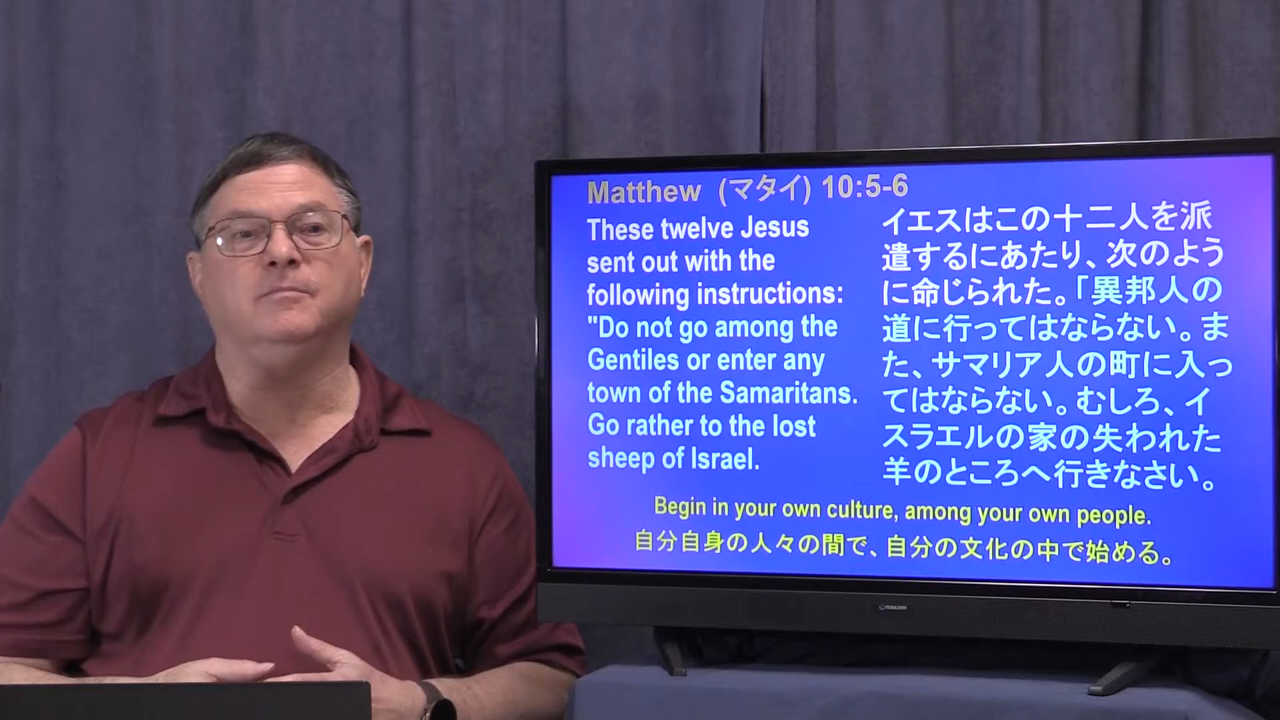 Matthew (マタイ) 10:5-6
These twelve Jesus
sent out with the
following instructions:
"Do not go among the
Gentiles or enter any
town of the Samaritans.
Go rather to the lost
sheep of Israel.
イエスはこの十二人を派
遣するにあたり、次のよう
に命じられた。「異邦人の
道に行ってはならない。ま
た、サマリア人の町に入っ
てはならない。むしろ、イ
スラエルの家の失われた
羊のところへ行きなさい。
Begin in your own culture, among your own people.
自分自身の人々の間で、自分の文化の中で始める。